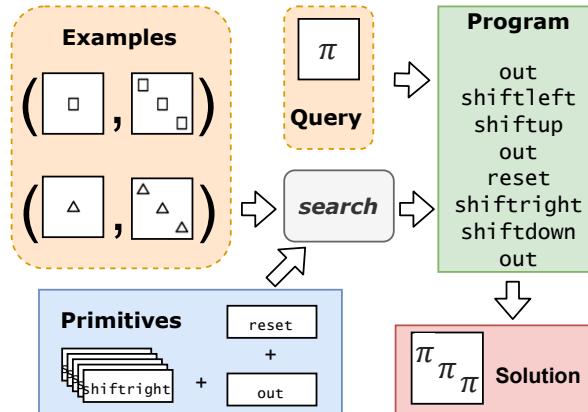 Examples
( , )
( , )
π
Query
search
Program
out
shiftleft
shiftup
out
reset
shiftright
shiftdown
out
Primitives
reset
+
shiftright + out
π
π
π
Solution